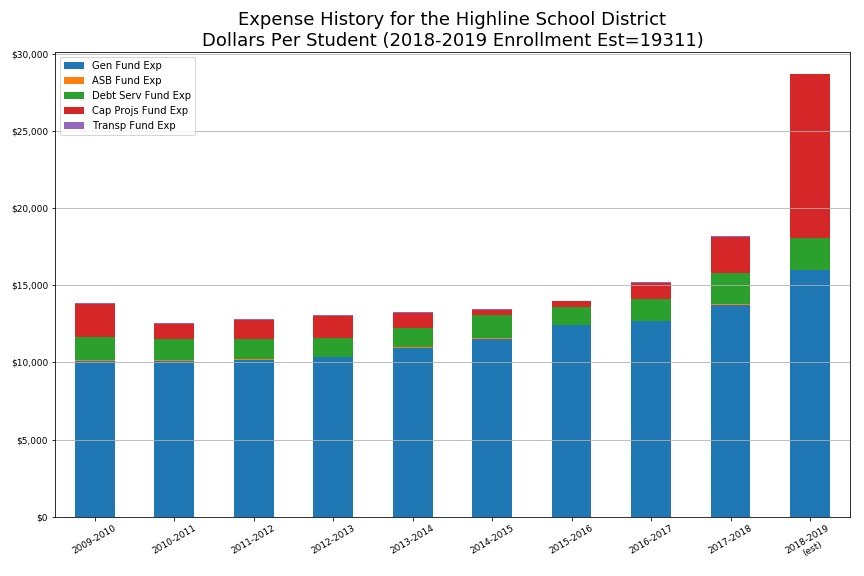 Expense History for the Highline School District
Dollars Per Student (2018-2019 Enrollment Est=19311)
$30,000
$25,000
$20,000
$15,000
$10,000
$5,000
$0
Gen Fund Exp
ASB Fund Exp
Debt Serv Fund Exp
Cap Projs Fund Exp
Transp Fund Exp
2009-2010
2010-2011
2011-2012
2012-2013
2013-2014
2014-2015
2015-2016
2016-2017
2017-2018
2018-2019
(est)